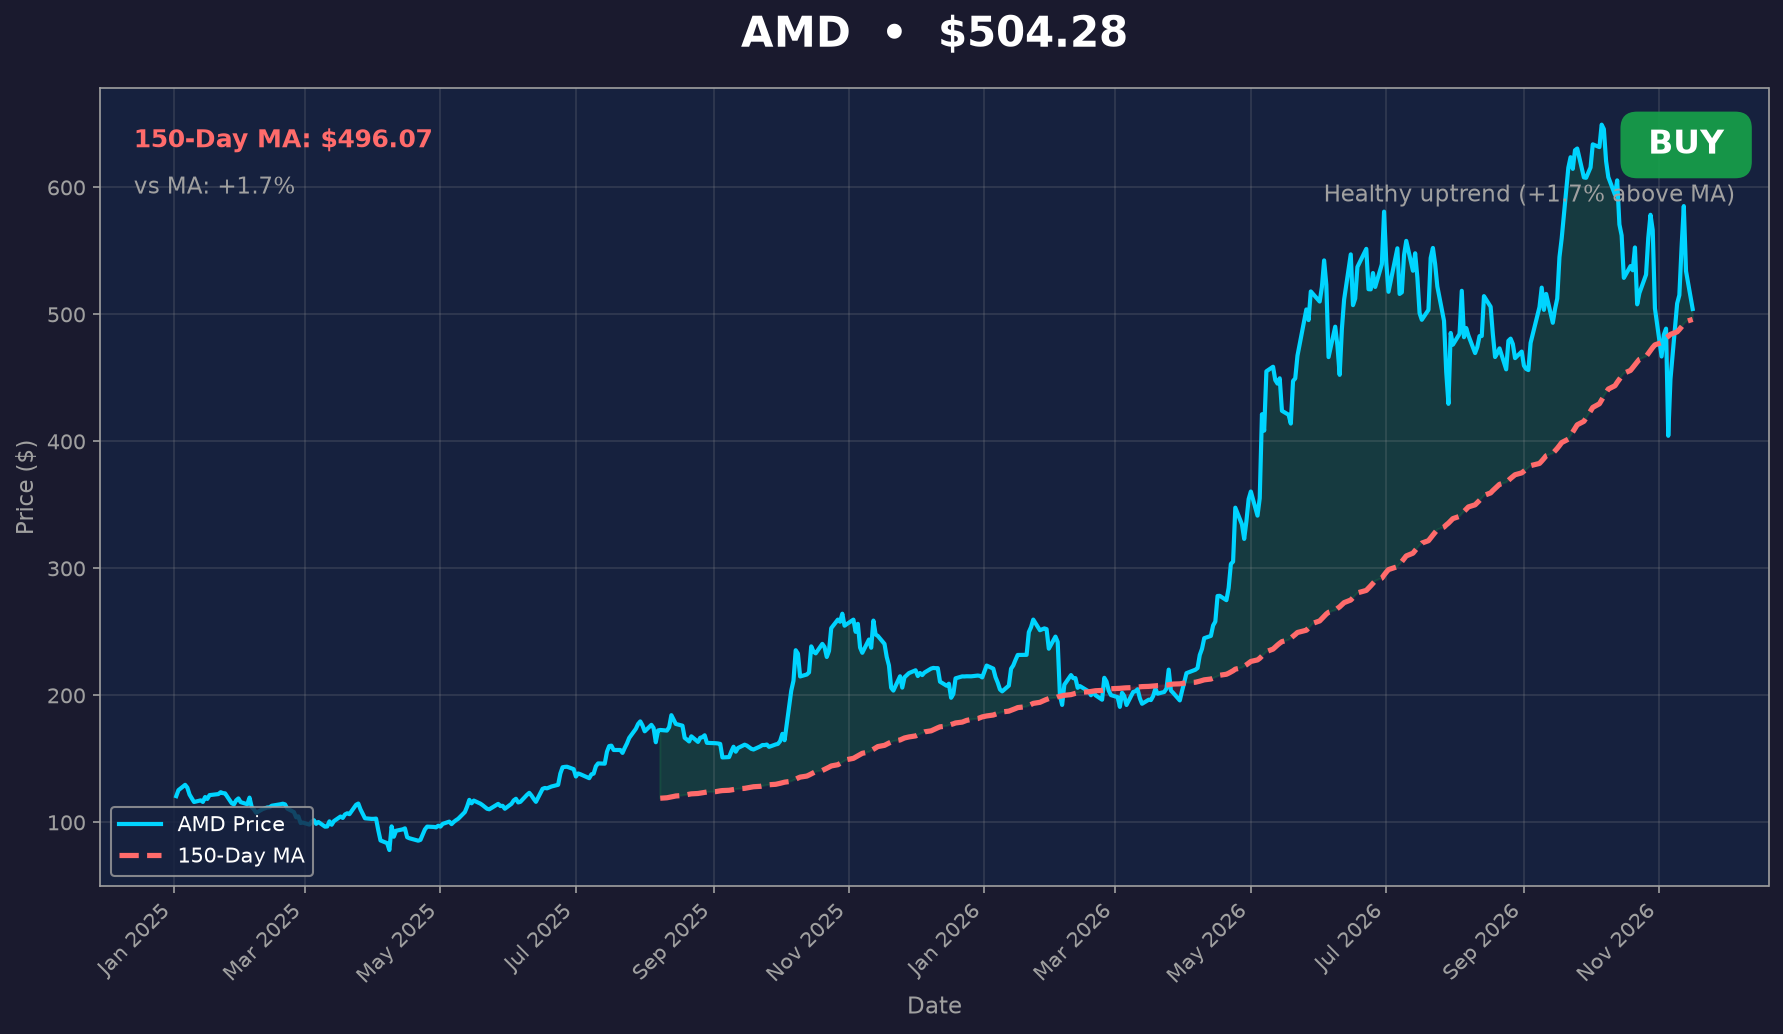 AMD • $504.28
150-Day MA: $496.07
vs MA: +1.7%
BUY
Healthy uptrend (+1.7% above MA)
Price ($)
600
500
400
300
200
100
AMD Price
150-Day MA
Jan 2025
Mar 2025
May 2025
Jul 2025
Sep 2025
Nov 2025
Jan 2026
Mar 2026
May 2026
Jul 2026
Sep 2026
Nov 2026
Date